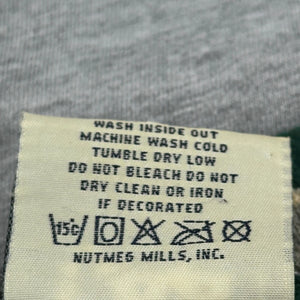 WASH INSIDE OUT
MACHINE WASH COLD
TUMBLE DRY LOW
DO NOT BLEACH DO NOT
DRY CLEAN OR IRON
IF DECORATED
15c
NUTMEG MILLS, INC.